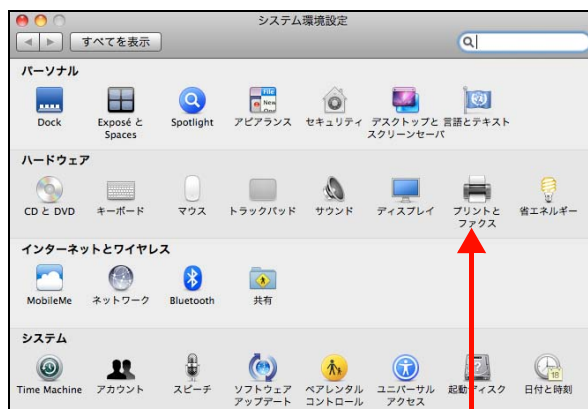 システム環境設定
すべてを表示
パーソナル
Dock
Exposé と
Spaces
Spotlight
アピアランス
セキュリティ
デスクトップと
スクリーンセーバ
言語とテキスト
ハードウェア
CD と DVD
キーボード
マウス
トラックパッド
サウンド
ディスプレイ
プリントと
ファクス
省エネルギー
インターネットとワイヤレス
MobileMe
ネットワーク
Bluetooth
共有
システム
Time Machine
アカウント
スピーチ
ソフトウェア
アップデート
ペアレンタル
コントロール
ユニバーサル
アクセス
起動ディスク
日付と時刻